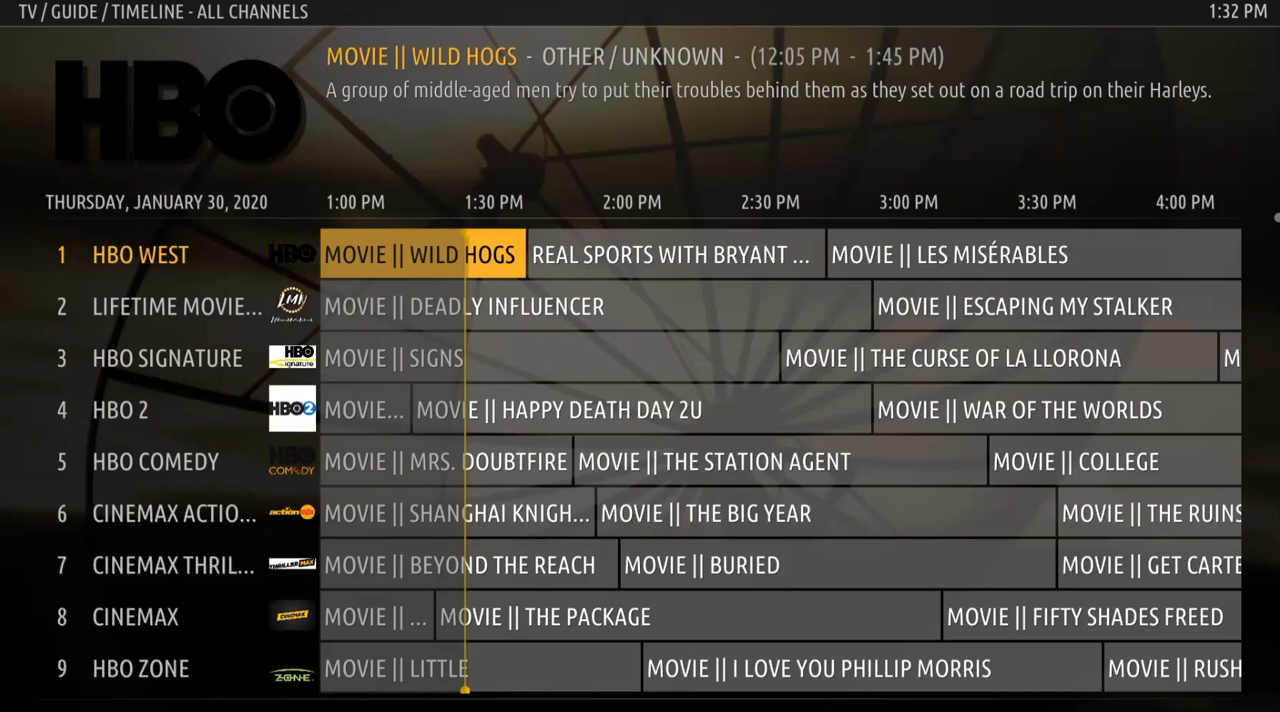 TV / GUIDE / TIMELINE - ALL CHANNELS 1:32 PM
HBO
MOVIE || WILD HOGS - OTHER / UNKNOWN - (12:05 PM - 1:45 PM)
A group of middle-aged men try to put their troubles behind them as they set out on a road trip on their Harleys.
THURSDAY, JANUARY 30, 2020 1:00 PM 1:30 PM 2:00 PM 2:30 PM 3:00 PM 3:30 PM 4:00 PM
1 HBO WEST HBO MOVIE || WILD HOGS REAL SPORTS WITH BRYANT ... MOVIE || LES MISÉRABLES
2 LIFETIME MOVIE... LMN MOVIE || DEADLY INFLUENCER MOVIE || ESCAPING MY STALKER
3 HBO SIGNATURE HBO signature MOVIE || SIGNS MOVIE || THE CURSE OF LA LLORONA M
4 HBO 2 HBO2 MOVIE... MOVIE || HAPPY DEATH DAY 2U MOVIE || WAR OF THE WORLDS
5 HBO COMEDY HBO COMEDY MOVIE || MRS. DOUBTFIRE MOVIE || THE STATION AGENT MOVIE || COLLEGE
6 CINEMAX ACTIO... action MOVIE || SHANGHAI KNIGH... MOVIE || THE BIG YEAR MOVIE || THE RUINS
7 CINEMAX THRIL... THRILLERMAX MOVIE || BEYOND THE REACH MOVIE || BURIED MOVIE || GET CARTE
8 CINEMAX CINEMAX MOVIE || ... MOVIE || THE PACKAGE MOVIE || FIFTY SHADES FREED
9 HBO ZONE ZONE MOVIE || LITTLE MOVIE || I LOVE YOU PHILLIP MORRIS MOVIE || RUSH